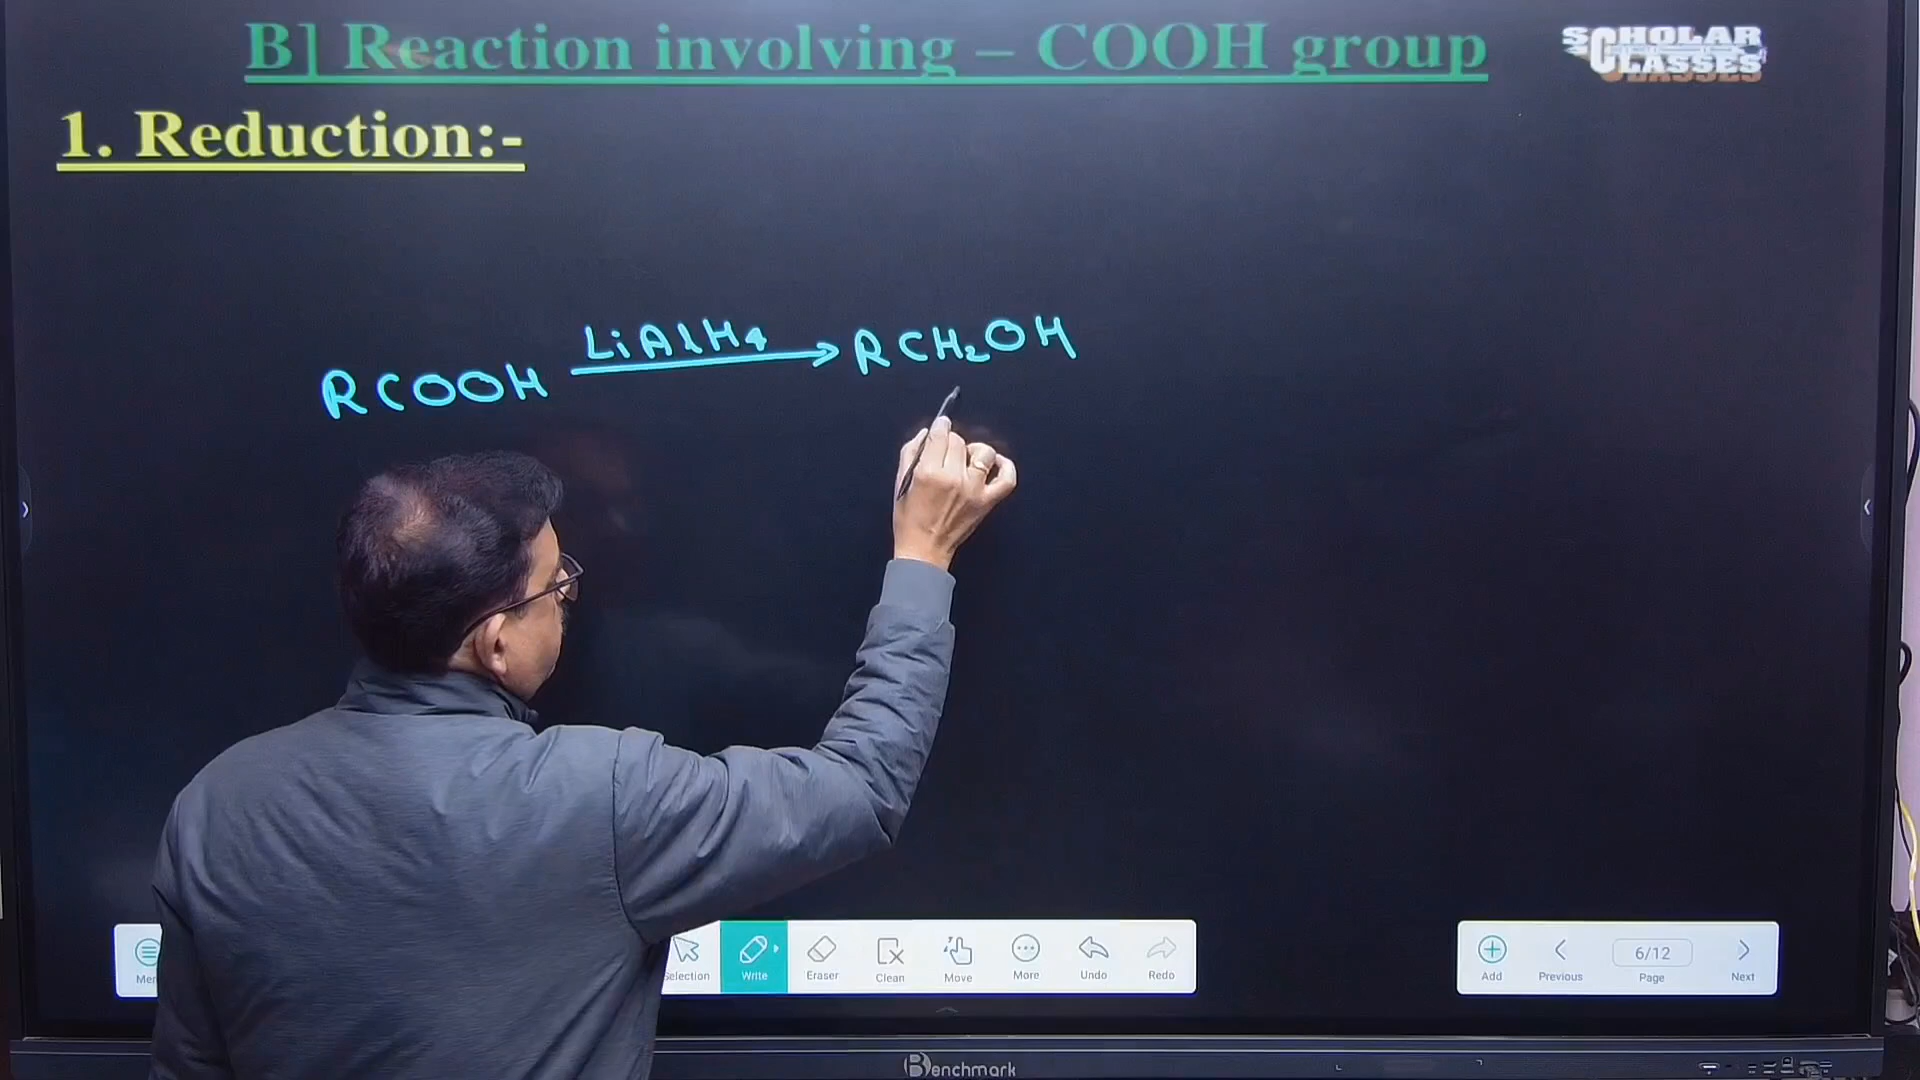 B] Reaction involving – COOH group
SCHOLAR
CLASSES
1. Reduction:-
RCOOH LiAlH4 → RCH2OH
Selection Write Eraser Clean Move More Undo Redo
Add Previous 6/12 Page Next
Benchmark